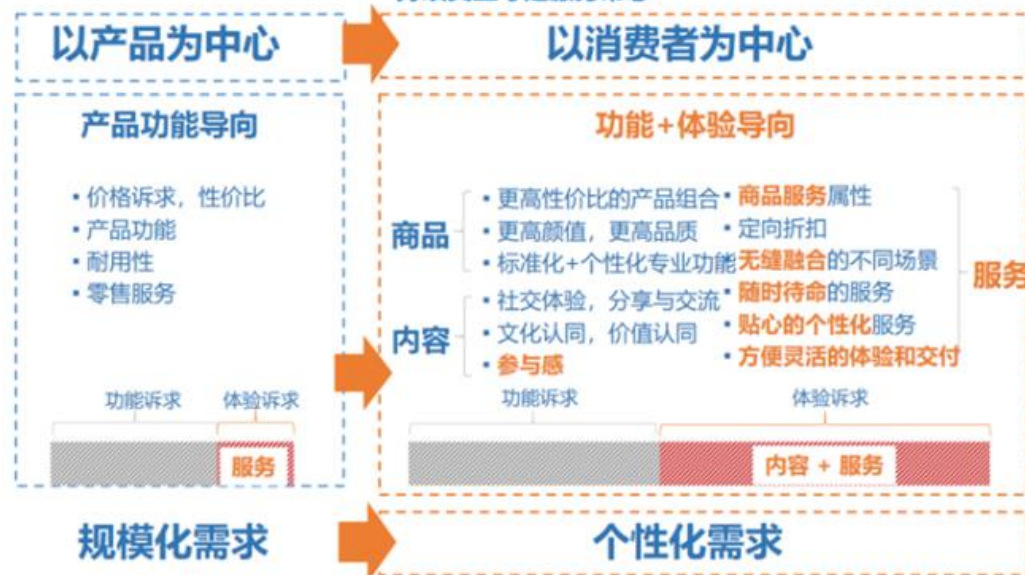 以产品为中心
以消费者为中心
产品功能导向
▪ 价格诉求，性价比
▪ 产品功能
▪ 耐用性
▪ 零售服务
功能诉求
体验诉求
服务
功能+体验导向
商品
▪ 更高性价比的产品组合
▪ 更高颜值，更高品质
▪ 标准化+个性化专业功能
内容
▪ 社交体验，分享与交流
▪ 文化认同，价值认同
▪ 参与感
▪ 商品服务属性
▪ 定向折扣
▪ 无缝融合的不同场景
▪ 随时待命的服务
▪ 贴心的个性化服务
▪ 方便灵活的体验和交付
服务
功能诉求
体验诉求
内容 + 服务
规模化需求
个性化需求